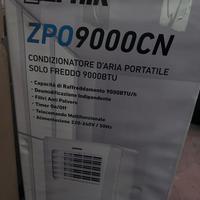 ZPO9000CN
CONDIZIONATORE D'ARIA PORTATILE
SOLO FREDDO 9000BTU
• Capacità di Raffreddamento 9000BTU/h
• Deumidificazione Indipendente
• Filtri Anti Polvere
• Timer On/Off
• Telecomando Multifunzionale
• Alimentazione 220-240V / 50Hz